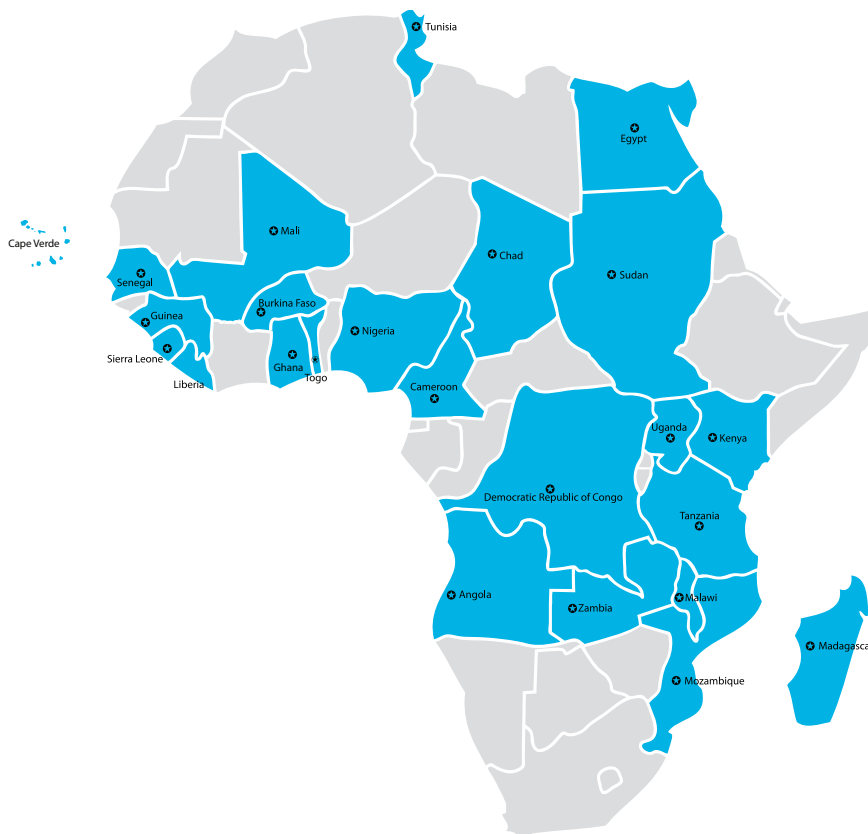 Tunisia
Egypt
Mali
Cape Verde
Chad
Sudan
Senegal
Burkina Faso
Guinea
Nigeria
Sierra Leone
Ghana
Togo
Liberia
Cameroon
Uganda
Kenya
Democratic Republic of Congo
Tanzania
Angola
Malawi
Zambia
Madagasca
Mozambique